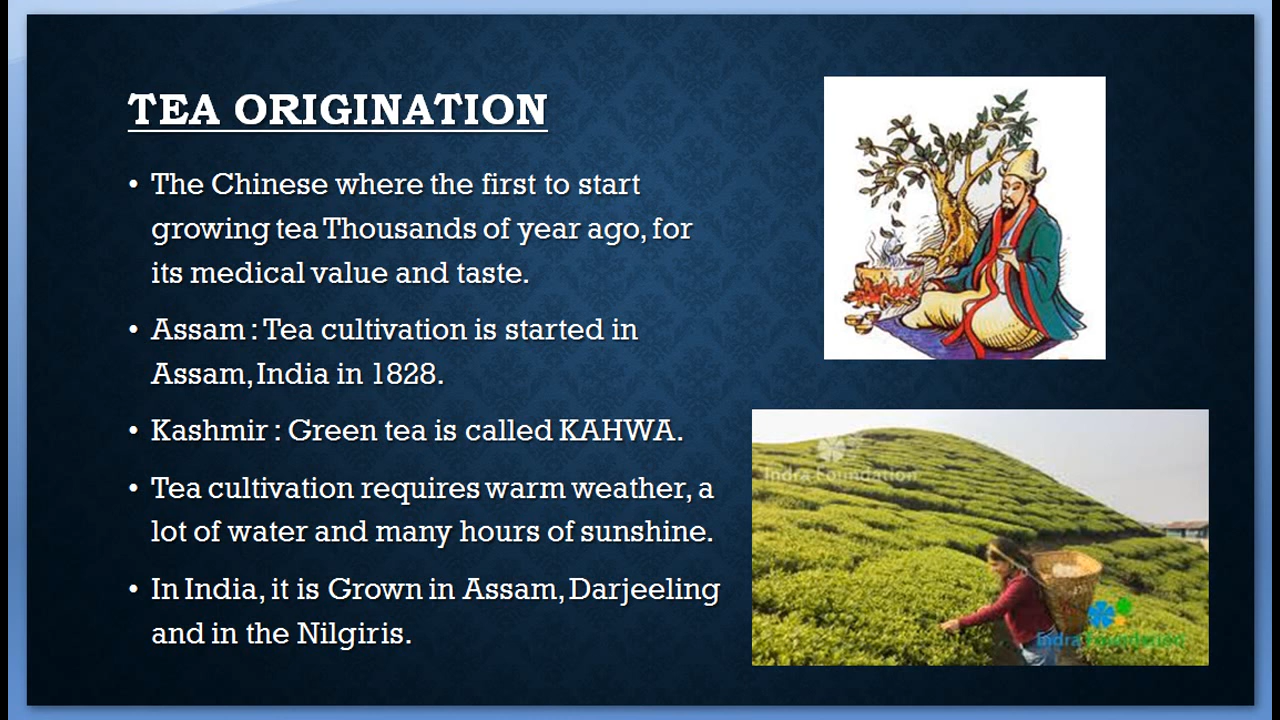 TEA ORIGINATION
• The Chinese where the first to start
growing tea Thousands of year ago, for
its medical value and taste.
• Assam : Tea cultivation is started in
Assam, India in 1828.
• Kashmir : Green tea is called KAHWA.
• Tea cultivation requires warm weather, a
lot of water and many hours of sunshine.
• In India, it is Grown in Assam, Darjeeling
and in the Nilgiris.
Indra Foundation
Indra Foundation